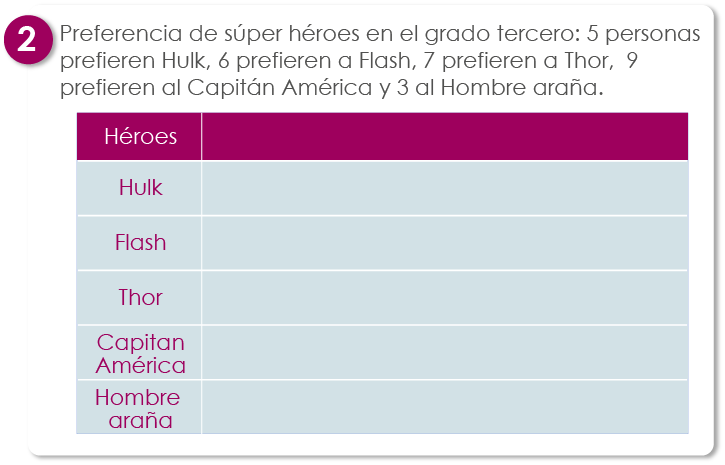 2
Preferencia de súper héroes en el grado tercero: 5 personas
prefieren Hulk, 6 prefieren a Flash, 7 prefieren a Thor, 9
prefieren al Capitán América y 3 al Hombre araña.
Héroes
Hulk
Flash
Thor
Capitan
América
Hombre
araña